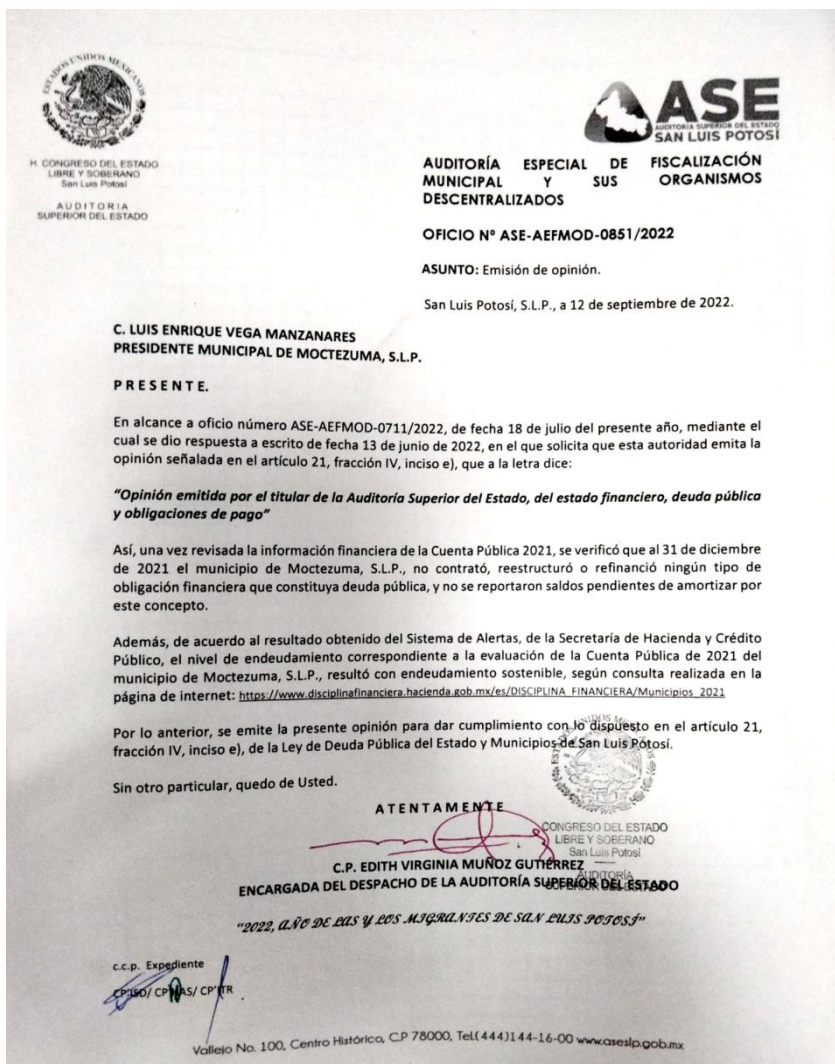 ESTADOS UNIDOS MEXICANOS
H. CONGRESO DEL ESTADO
LIBRE Y SOBERANO
San Luis Potosí
AUDITORIA
SUPERIOR DEL ESTADO
ASE
AUDITORÍA SUPERIOR DEL ESTADO
SAN LUIS POTOSÍ
AUDITORÍA ESPECIAL DE FISCALIZACIÓN
MUNICIPAL Y SUS ORGANISMOS
DESCENTRALIZADOS
OFICIO Nº ASE-AEFMOD-0851/2022
ASUNTO: Emisión de opinión.
San Luis Potosí, S.L.P., a 12 de septiembre de 2022.
C. LUIS ENRIQUE VEGA MANZANARES
PRESIDENTE MUNICIPAL DE MOCTEZUMA, S.L.P.
P R E S E N T E.
En alcance a oficio número ASE-AEFMOD-0711/2022, de fecha 18 de julio del presente año, mediante el
cual se dio respuesta a escrito de fecha 13 de junio de 2022, en el que solicita que esta autoridad emita la
opinión señalada en el artículo 21, fracción IV, inciso e), que a la letra dice:
“Opinión emitida por el titular de la Auditoría Superior del Estado, del estado financiero, deuda pública
y obligaciones de pago”
Así, una vez revisada la información financiera de la Cuenta Pública 2021, se verificó que al 31 de diciembre
de 2021 el municipio de Moctezuma, S.L.P., no contrató, reestructuró o refinanció ningún tipo de
obligación financiera que constituya deuda pública, y no se reportaron saldos pendientes de amortizar por
este concepto.
Además, de acuerdo al resultado obtenido del Sistema de Alertas, de la Secretaría de Hacienda y Crédito
Público, el nivel de endeudamiento correspondiente a la evaluación de la Cuenta Pública de 2021 del
municipio de Moctezuma, S.L.P., resultó con endeudamiento sostenible, según consulta realizada en la
página de internet: https://www.disciplinafinanciera.hacienda.gob.mx/es/DISCIPLINA_FINANCIERA/Municipios_2021
Por lo anterior, se emite la presente opinión para dar cumplimiento con lo dispuesto en el artículo 21,
fracción IV, inciso e), de la Ley de Deuda Pública del Estado y Municipios de San Luis Potosí.
Sin otro particular, quedo de Usted.
A T E N T A M E N T E
CONGRESO DEL ESTADO
LIBRE Y SOBERANO
San Luis Potosí
AUDITORÍA
SUPERIOR DEL ESTADO
C.P. EDITH VIRGINIA MUÑOZ GUTIÉRREZ
ENCARGADA DEL DESPACHO DE LA AUDITORÍA SUPERIOR DEL ESTADO
“2022, AÑO DE LAS Y LOS MIGRANTES DE SAN LUIS POTOSÍ”
c.c.p. Expediente
Vallejo No. 100, Centro Histórico, C.P 78000, Tel.(444)144-16-00 www.aseslp.gob.mx